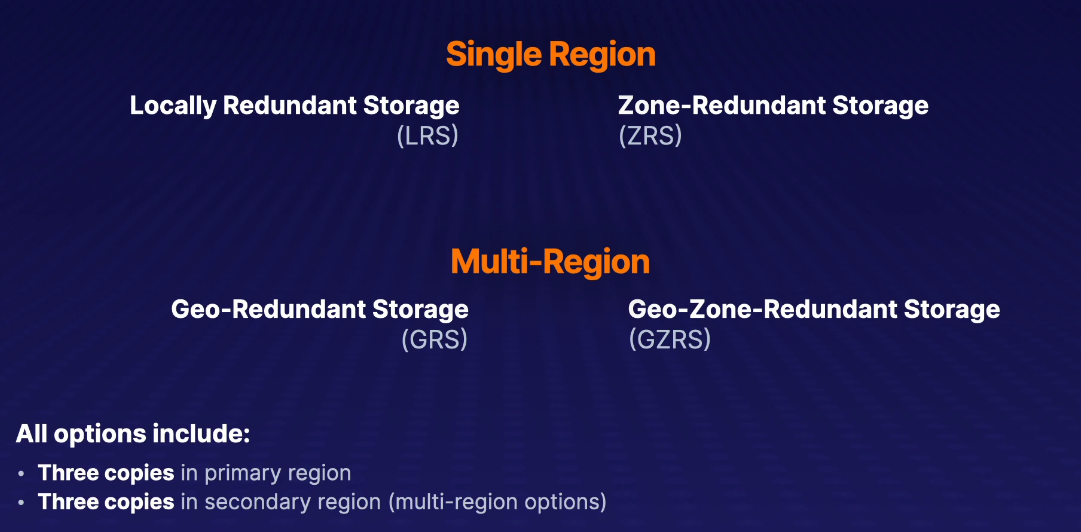 Single Region
Locally Redundant Storage
(LRS)
Zone-Redundant Storage
(ZRS)
Multi-Region
Geo-Redundant Storage
(GRS)
Geo-Zone-Redundant Storage
(GZRS)
All options include:
• Three copies in primary region
• Three copies in secondary region (multi-region options)